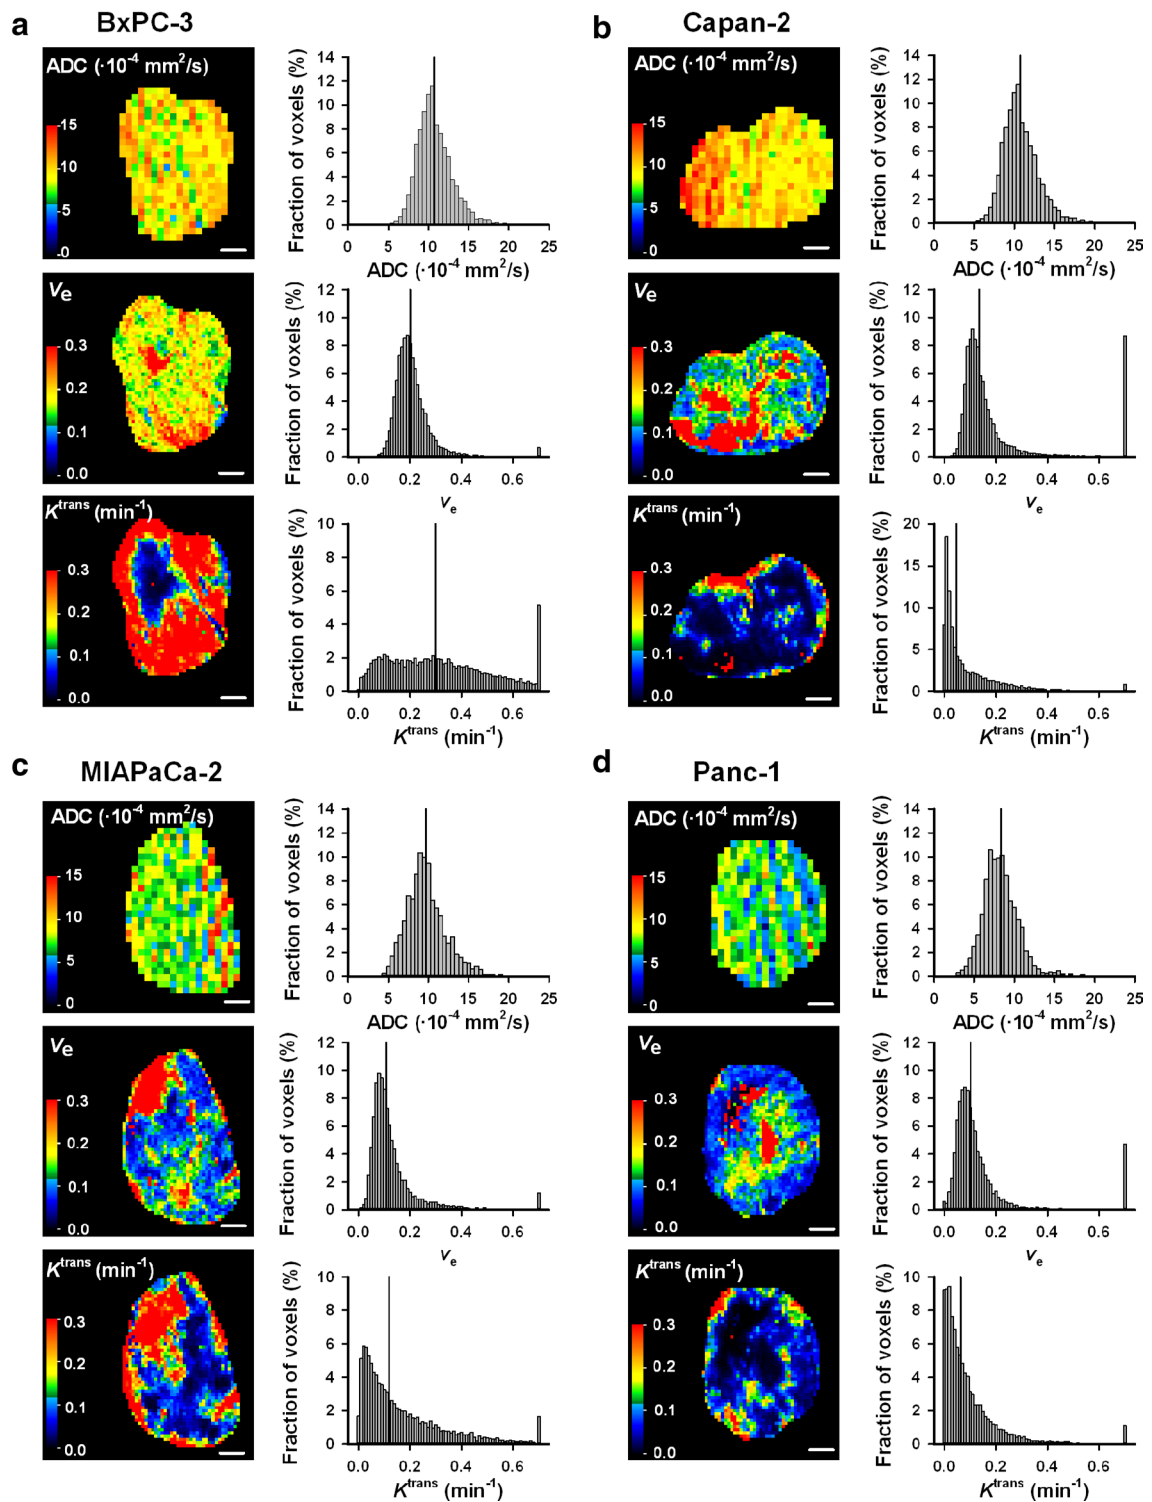 a
BxPC-3
ADC (·10⁻⁴ mm²/s)
15
10
5
0
Fraction of voxels (%)
14
12
10
8
6
4
2
0
0 5 10 15 20 25
ADC (·10⁻⁴ mm²/s)
vₑ
0.3
0.2
0.1
0.0
Fraction of voxels (%)
12
10
8
6
4
2
0
0.0 0.2 0.4 0.6
vₑ
Kᵗʳᵃⁿˢ (min⁻¹)
0.3
0.2
0.1
0.0
Fraction of voxels (%)
10
8
6
4
2
0
0.0 0.2 0.4 0.6
Kᵗʳᵃⁿˢ (min⁻¹)
b
Capan-2
ADC (·10⁻⁴ mm²/s)
15
10
5
0
Fraction of voxels (%)
14
12
10
8
6
4
2
0
0 5 10 15 20 25
ADC (·10⁻⁴ mm²/s)
vₑ
0.3
0.2
0.1
0.0
Fraction of voxels (%)
12
10
8
6
4
2
0
0.0 0.2 0.4 0.6
vₑ
Kᵗʳᵃⁿˢ (min⁻¹)
0.3
0.2
0.1
0.0
Fraction of voxels (%)
20
15
10
5
0
0.0 0.2 0.4 0.6
Kᵗʳᵃⁿˢ (min⁻¹)
c
MIAPaCa-2
ADC (·10⁻⁴ mm²/s)
15
10
5
0
Fraction of voxels (%)
14
12
10
8
6
4
2
0
0 5 10 15 20 25
ADC (·10⁻⁴ mm²/s)
vₑ
0.3
0.2
0.1
0.0
Fraction of voxels (%)
12
10
8
6
4
2
0
0.0 0.2 0.4 0.6
vₑ
Kᵗʳᵃⁿˢ (min⁻¹)
0.3
0.2
0.1
0.0
Fraction of voxels (%)
10
8
6
4
2
0
0.0 0.2 0.4 0.6
Kᵗʳᵃⁿˢ (min⁻¹)
d
Panc-1
ADC (·10⁻⁴ mm²/s)
15
10
5
0
Fraction of voxels (%)
14
12
10
8
6
4
2
0
0 5 10 15 20 25
ADC (·10⁻⁴ mm²/s)
vₑ
0.3
0.2
0.1
0.0
Fraction of voxels (%)
12
10
8
6
4
2
0
0.0 0.2 0.4 0.6
vₑ
Kᵗʳᵃⁿˢ (min⁻¹)
0.3
0.2
0.1
0.0
Fraction of voxels (%)
10
8
6
4
2
0
0.0 0.2 0.4 0.6
Kᵗʳᵃⁿˢ (min⁻¹)